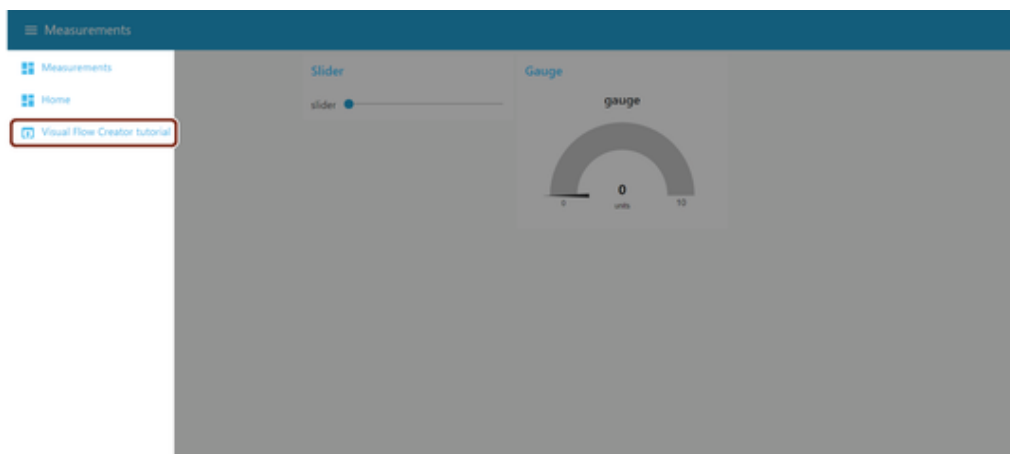 Measurements
Measurements
Home
Visual Flow Creator tutorial
Slider
slider
Gauge
gauge
0
units
0
10